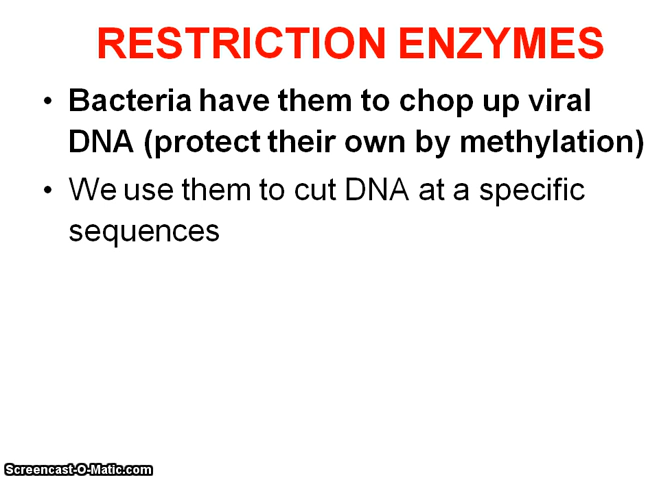 RESTRICTION ENZYMES
• Bacteria have them to chop up viral
DNA (protect their own by methylation)
• We use them to cut DNA at a specific
sequences
Screencast-O-Matic.com